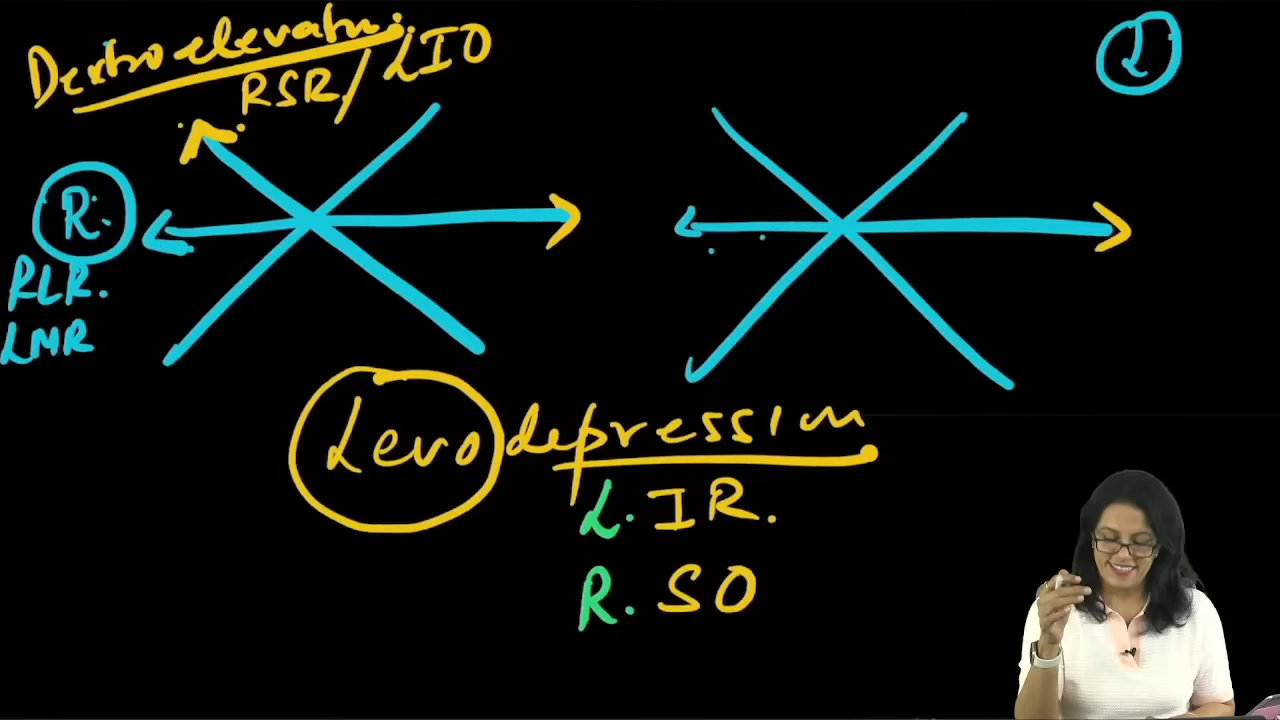 Dextroelevation
RSR/LIO
L
R.
RLR.
LMR
Levodepression
L. IR.
R. SO